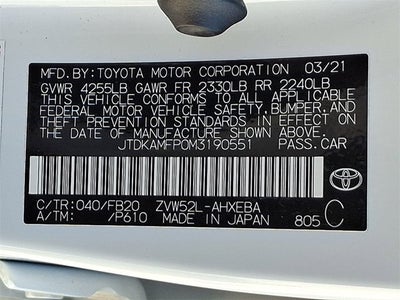 MFD. BY: TOYOTA MOTOR CORPORATION 03/21
GVWR 4255LB GAWR FR 2330LB RR 2240LB
THIS VEHICLE CONFORMS TO ALL APPLICABLE
FEDERAL MOTOR VEHICLE SAFETY, BUMPER, AND
THEFT PREVENTION STANDARDS IN EFFECT ON
THE DATE OF MANUFACTURE SHOWN ABOVE.
JTDKAMFP0M3190551 PASS.CAR
C/TR: 040/FB20 ZVW52L-AHXEBA
A/TM: /P610 MADE IN JAPAN 805 C
TOYOTA